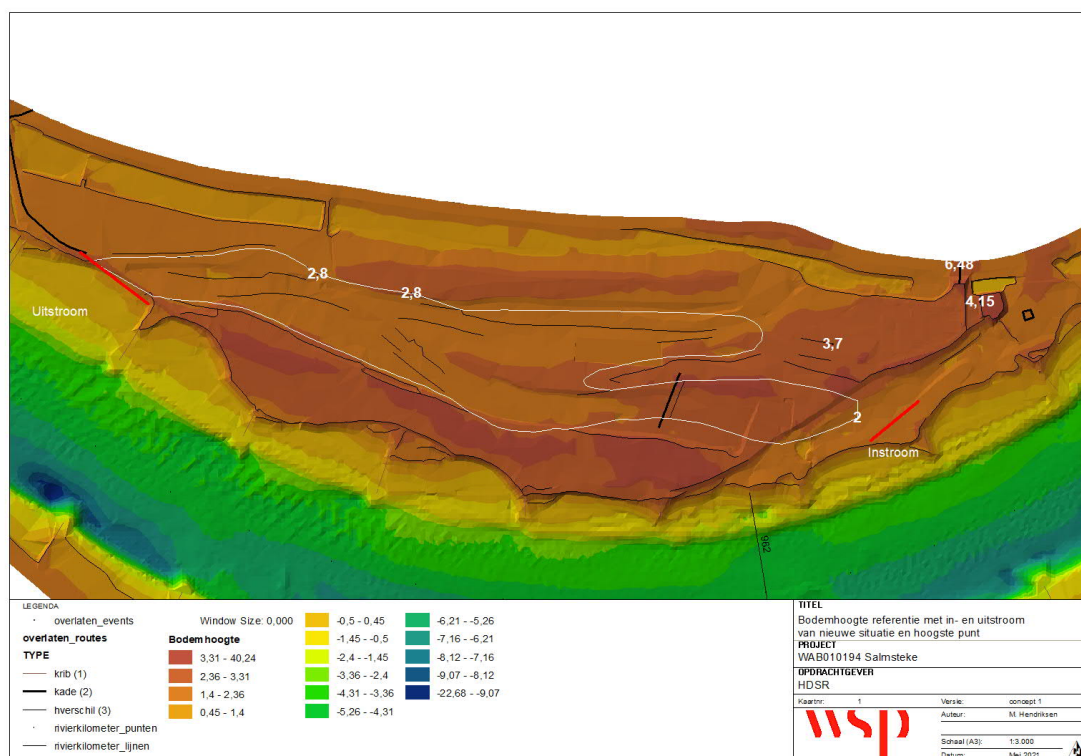 6,48
2,8
2,8
4,15
Uitstroom
3,7
2
Instroom
962
LEGENDA
overlaten_events
overlaten_routes
TYPE
krib (1)
kade (2)
hverschil (3)
rivierkilometer_punten
rivierkilometer_lijnen
Window Size: 0,000
Bodemhoogte
3,31 - 40,24
2,36 - 3,31
1,4 - 2,36
0,45 - 1,4
-0,5 - 0,45
-1,45 - -0,5
-2,4 - -1,45
-3,36 - -2,4
-4,31 - -3,36
-5,26 - -4,31
-6,21 - -5,26
-7,16 - -6,21
-8,12 - -7,16
-9,07 - -8,12
-22,68 - -9,07
TITEL
Bodemhoogte referentie met in- en uitstroom
van nieuwe situatie en hoogste punt
PROJECT
WAB010194 Salmsteke
OPDRACHTGEVER
HDSR
Kaartnr: 1 Versie: concept 1
Auteur: M. Hendriksen
wsp
Schaal (A3): 1:3.000
Datum: Mei 2021